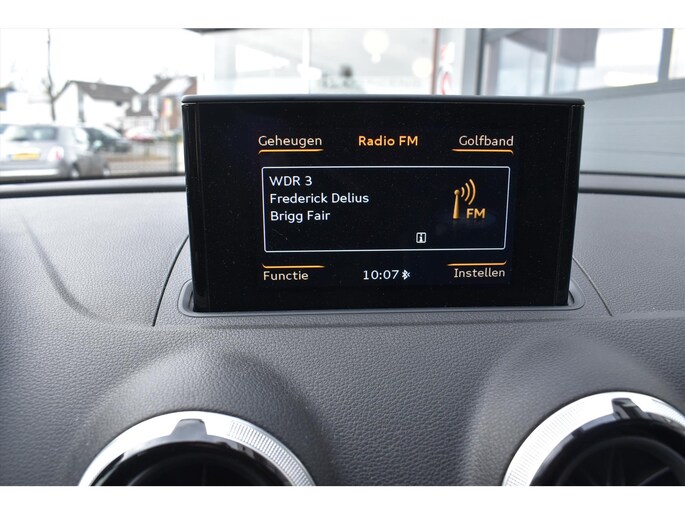 Geheugen Radio FM Golfband
WDR 3
Frederick Delius
Brigg Fair
FM
i
Functie 10:07 Instellen